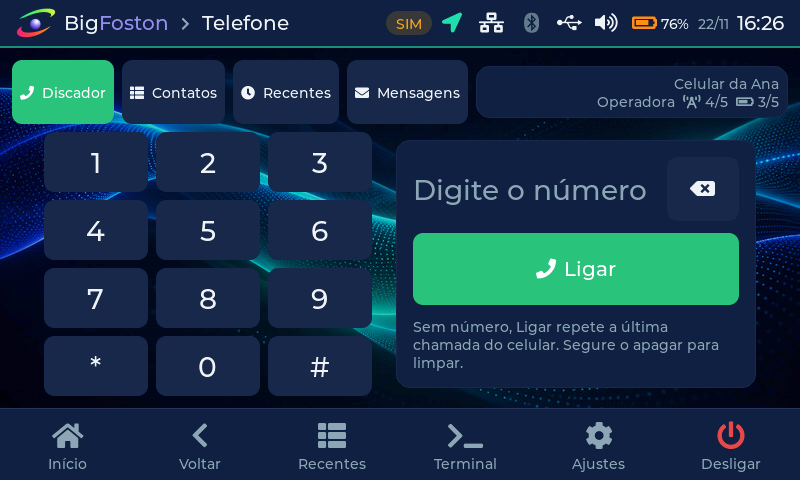 BigFoston > Telefone
SIM
76% 22/11 16:26
Discador
Contatos
Recentes
Mensagens
Celular da Ana
Operadora 4/5 3/5
1 2 3
4 5 6
7 8 9
* 0 #
Digite o número
Ligar
Sem número, Ligar repete a última
chamada do celular. Segure o apagar para
limpar.
Início
Voltar
Recentes
Terminal
Ajustes
Desligar